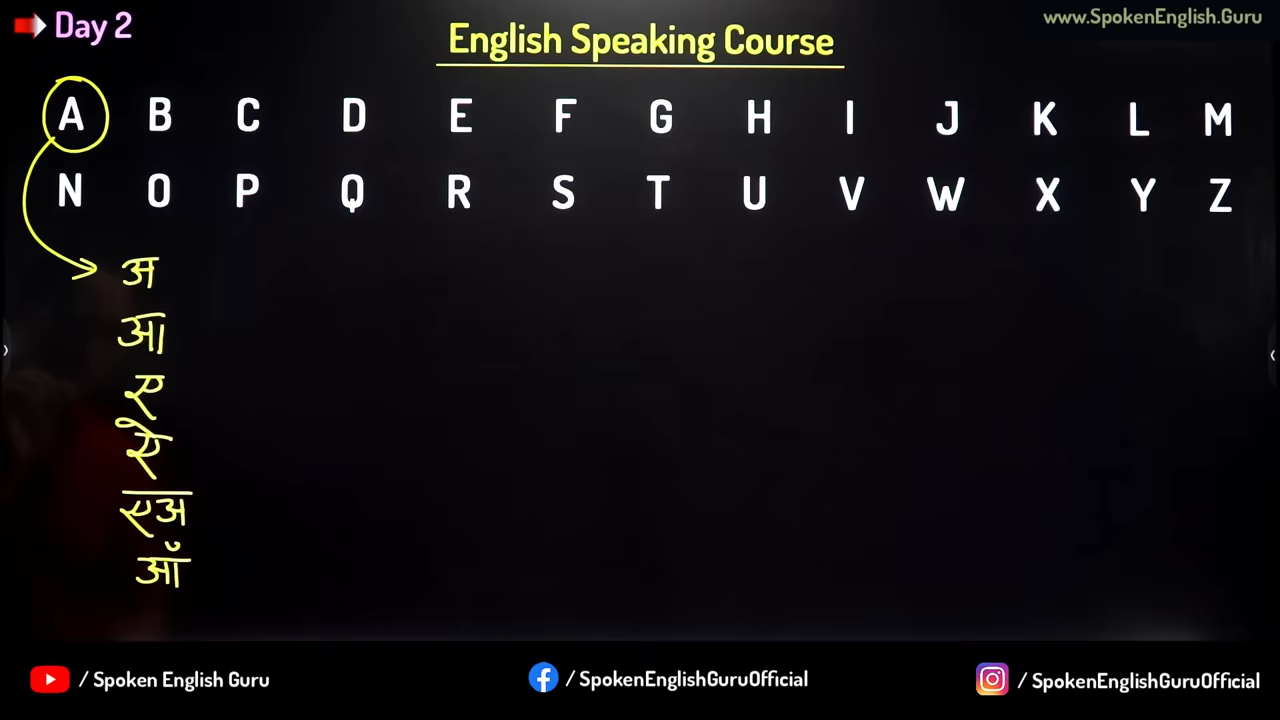 Day 2
www.SpokenEnglish.Guru
English Speaking Course
A B C D E F G H I J K L M
N O P Q R S T U V W X Y Z
अ
आ
ए
ऐ
एअ
ऑ
/ Spoken English Guru
/ SpokenEnglishGuruOfficial
/ SpokenEnglishGuruOfficial